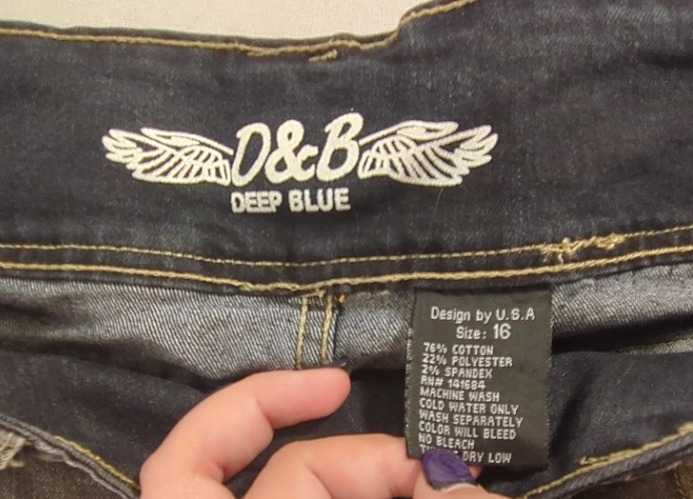 D&B
DEEP BLUE
Design by U.S.A
Size: 16
76% COTTON
22% POLYESTER
2% SPANDEX
RN# 141684
MACHINE WASH
COLD WATER ONLY
WASH SEPARATELY
COLOR WILL BLEED
NO BLEACH
DRY LOW